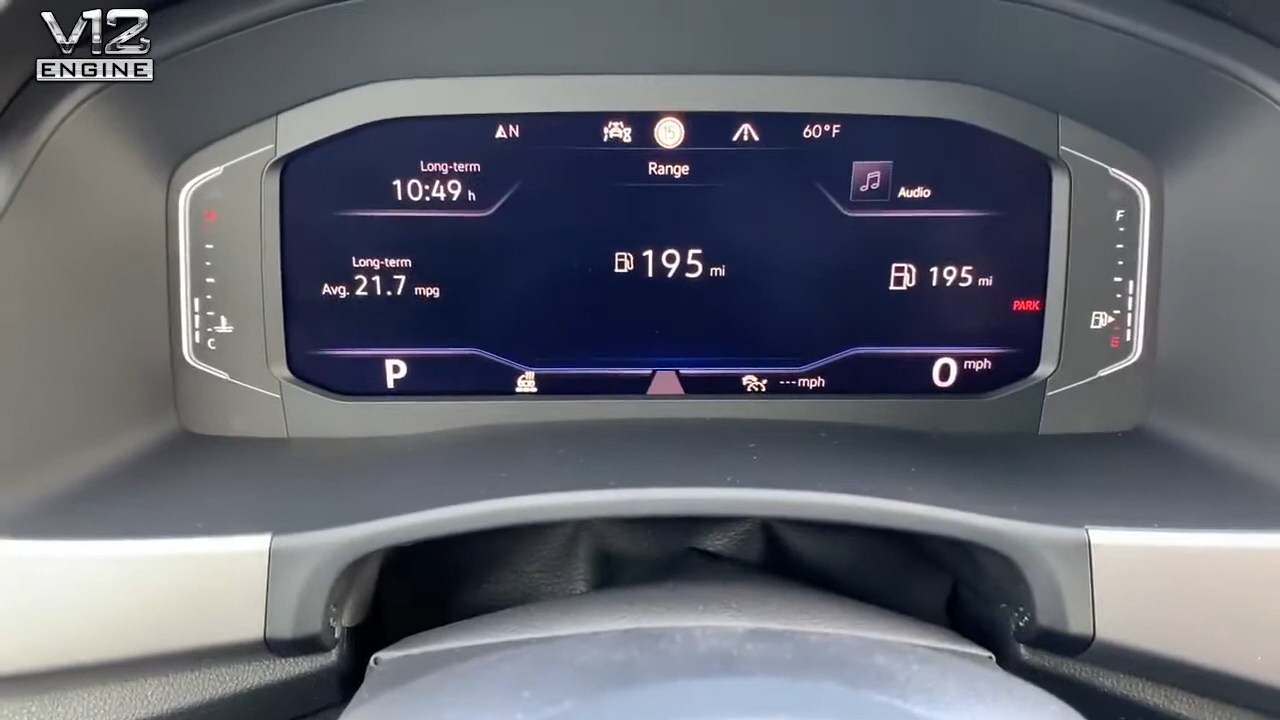 V12
ENGINE
N
15
60°F
Long-term
10:49 h
Range
Audio
Long-term
Avg. 21.7 mpg
195 mi
195 mi
PARK
H
C
F
E
P
---mph
0 mph